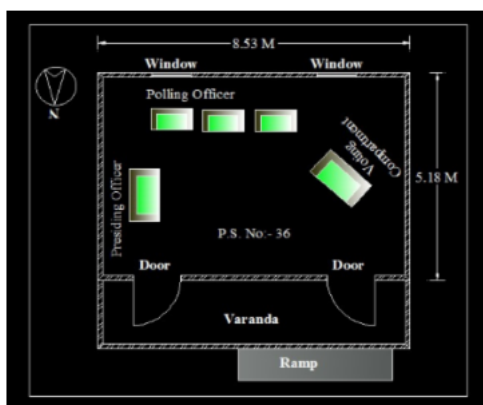 8.53 M
Window
Window
N
Polling Officer
Voting
Compartment
5.18 M
Presiding Officer
P.S. No:- 36
Door
Door
Varanda
Ramp